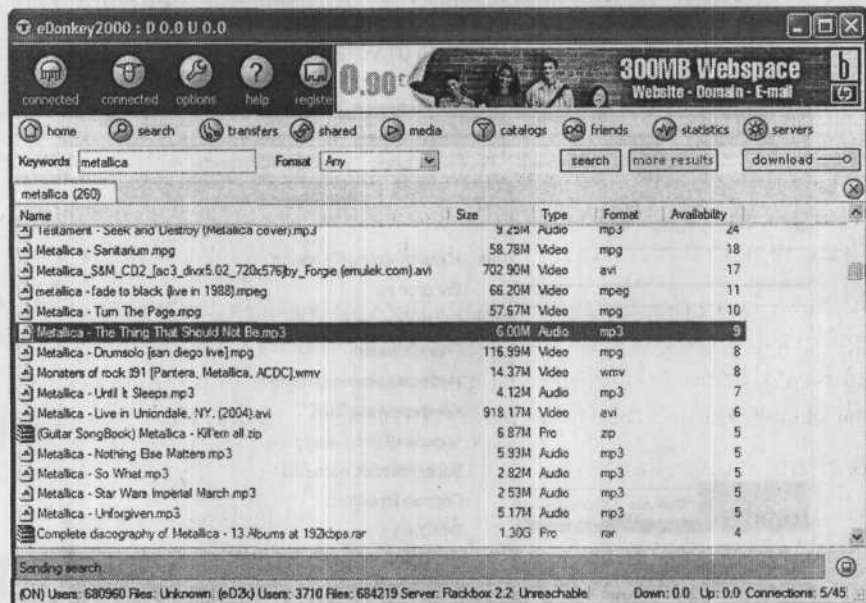 eDonkey2000 : D 0.0 U 0.0
connected connected options help registe
0.90
300MB Webspace
Website - Domain - E-mail
home search transfers shared media catalogs friends statistics servers
Keywords metallica Format Any search more results download
metallica (260)
Name Size Type Format Availability
Testament - Seek and Destroy (Metallica cover).mp3 9.25M Audio mp3 24
Metallica - Sanitarium.mpg 58.78M Video mpg 18
Metallica_S&M_CD2_[ac3_divx5.02_720x576]by_Forgie (emulek.com).avi 702.90M Video avi 17
metallica - fade to black (live in 1988).mpeg 66.20M Video mpeg 11
Metallica - Turn The Page.mpg 57.67M Video mpg 10
Metallica - The Thing That Should Not Be.mp3 6.00M Audio mp3 9
Metallica - Drumsolo [san diego live].mpg 116.99M Video mpg 8
Monsters of rock 91 [Pantera, Metallica, ACDC].wmv 14.37M Video wmv 8
Metallica - Until It Sleeps.mp3 4.12M Audio mp3 7
Metallica - Live in Uniondale, NY, (2004).avi 918.17M Video avi 6
(Guitar SongBook) Metallica - Kill'em all.zip 6.87M Pro zip 5
Metallica - Nothing Else Matters.mp3 5.93M Audio mp3 5
Metallica - So What.mp3 2.82M Audio mp3 5
Metallica - Star Wars Imperial March.mp3 2.53M Audio mp3 5
Metallica - Unforgiven.mp3 5.17M Audio mp3 5
Complete discography of Metallica - 13 Albums at 192kbps.rar 1.30G Pro rar 4
Sending search.
(ON) Users: 680960 Files: Unknown (eD2k) Users: 3710 Files: 684219 Server: Rackbox 2.2 Unreachable Down: 0.0 Up: 0.0 Connections: 5/45